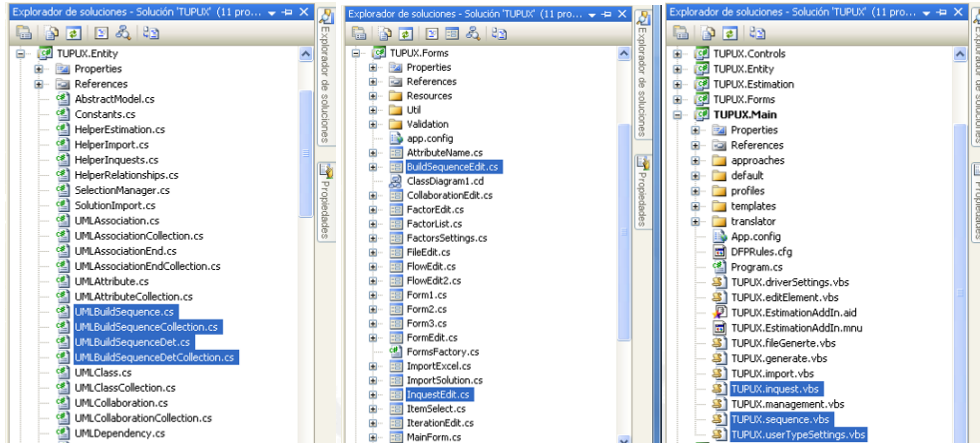 Explorador de soluciones - Solución 'TUPUX' (11 pro...
TUPUX.Entity
Properties
References
AbstractModel.cs
Constants.cs
HelperEstimation.cs
HelperImport.cs
HelperInquests.cs
HelperRelationships.cs
SelectionManager.cs
SolutionImport.cs
UMLAssociation.cs
UMLAssociationCollection.cs
UMLAssociationEnd.cs
UMLAssociationEndCollection.cs
UMLAttribute.cs
UMLAttributeCollection.cs
UMLBuildSequence.cs
UMLBuildSequenceCollection.cs
UMLBuildSequenceDet.cs
UMLBuildSequenceDetCollection.cs
UMLClass.cs
UMLClassCollection.cs
UMLCollaboration.cs
UMLCollaborationCollection.cs
UMLDependency.cs
Explorador de soluciones
Propiedades
Explorador de soluciones - Solución 'TUPUX' (11 pro...
TUPUX.Forms
Properties
References
Resources
Util
Validation
app.config
AttributeName.cs
BuildSequenceEdit.cs
ClassDiagram1.cd
CollaborationEdit.cs
FactorEdit.cs
FactorList.cs
FactorsSettings.cs
FileEdit.cs
FlowEdit.cs
FlowEdit2.cs
Form1.cs
Form2.cs
Form3.cs
FormEdit.cs
FormsFactory.cs
ImportExcel.cs
ImportSolution.cs
InquestEdit.cs
ItemSelect.cs
IterationEdit.cs
MainForm.cs
Explorador de soluciones
Propiedades
Explorador de soluciones - Solución 'TUPUX' (11 pro...
TUPUX.Controls
TUPUX.Entity
TUPUX.Estimation
TUPUX.Forms
TUPUX.Main
Properties
References
approaches
default
profiles
templates
translator
App.config
DFPRules.cfg
Program.cs
TUPUX.driverSettings.vbs
TUPUX.editElement.vbs
TUPUX.EstimationAddIn.aid
TUPUX.EstimationAddIn.mnu
TUPUX.fileGenerte.vbs
TUPUX.generate.vbs
TUPUX.import.vbs
TUPUX.inquest.vbs
TUPUX.management.vbs
TUPUX.sequence.vbs
TUPUX.userTypeSettings.vbs
Explorador de soluciones
Propiedades